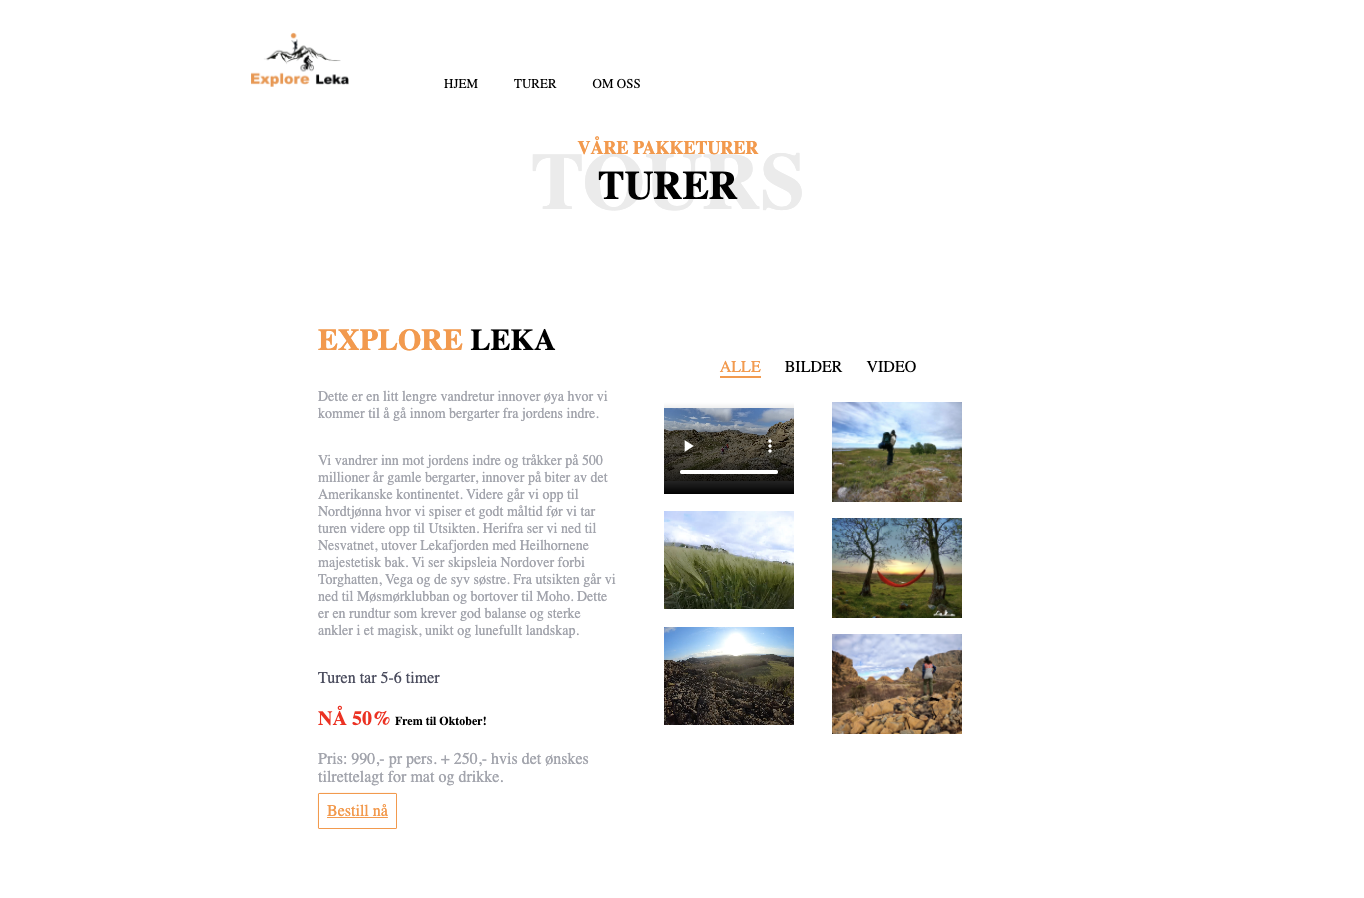 Explore Leka
HJEM TURER OM OSS
VÅRE PAKKETURER
TOURS
TURER
EXPLORE LEKA
ALLE BILDER VIDEO
Dette er en litt lengre vandretur innover øya hvor vi
kommer til å gå innom bergarter fra jordens indre.
Vi vandrer inn mot jordens indre og tråkker på 500
millioner år gamle bergarter, innover på biter av det
Amerikanske kontinentet. Videre går vi opp til
Nordtjønna hvor vi spiser et godt måltid før vi tar
turen videre opp til Utsikten. Herifra ser vi ned til
Nesvatnet, utover Lekafjorden med Heilhornene
majestetisk bak. Vi ser skipsleia Nordover forbi
Torghatten, Vega og de syv søstre. Fra utsikten går vi
ned til Møsmørklubban og bortover til Moho. Dette
er en rundtur som krever god balanse og sterke
ankler i et magisk, unikt og lunefullt landskap.
Turen tar 5-6 timer
NÅ 50% Frem til Oktober!
Pris: 990,- pr pers. + 250,- hvis det ønskes
tilrettelagt for mat og drikke.
Bestill nå